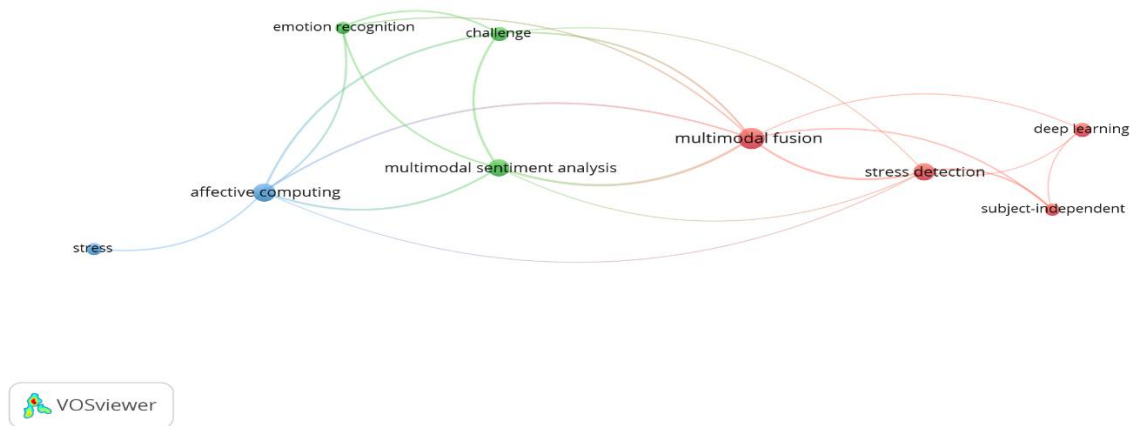 emotion recognition
challenge
deep learning
multimodal fusion
multimodal sentiment analysis
stress detection
affective computing
subject-independent
stress
VOSviewer